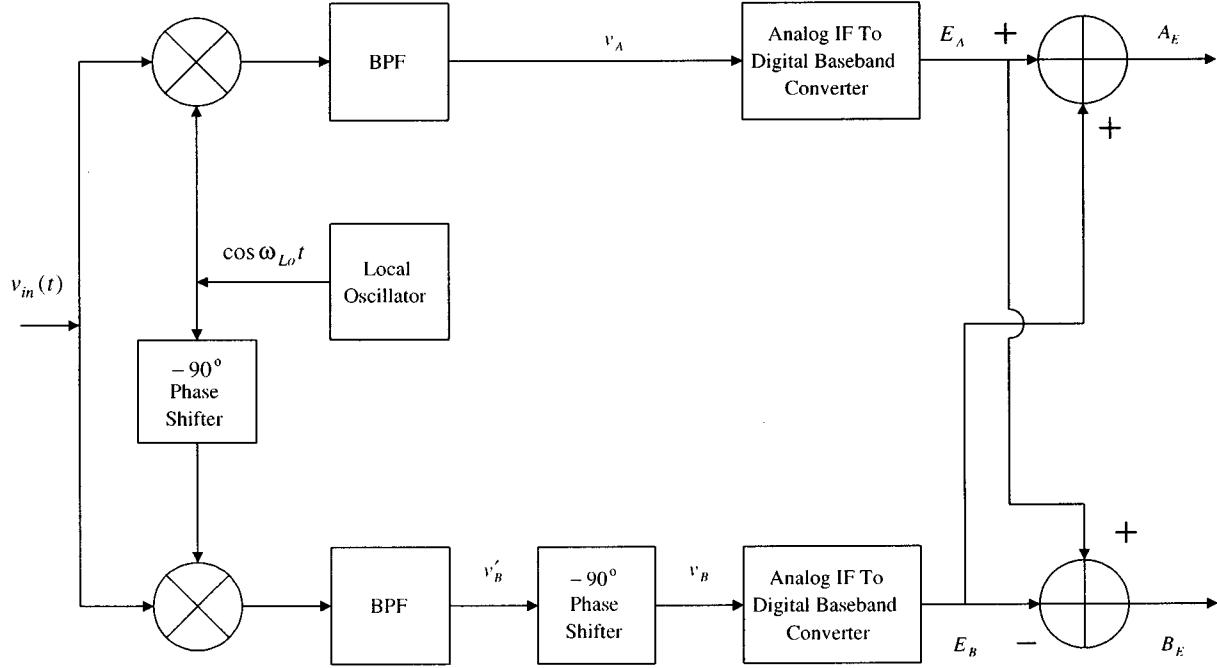 BPF
v_A
Analog IF To
Digital Baseband
Converter
E_A
+
A_E
+
cos ω_Lo t
Local
Oscillator
v_in(t)
− 90°
Phase
Shifter
+
BPF
v′_B
− 90°
Phase
Shifter
v_B
Analog IF To
Digital Baseband
Converter
E_B
−
B_E